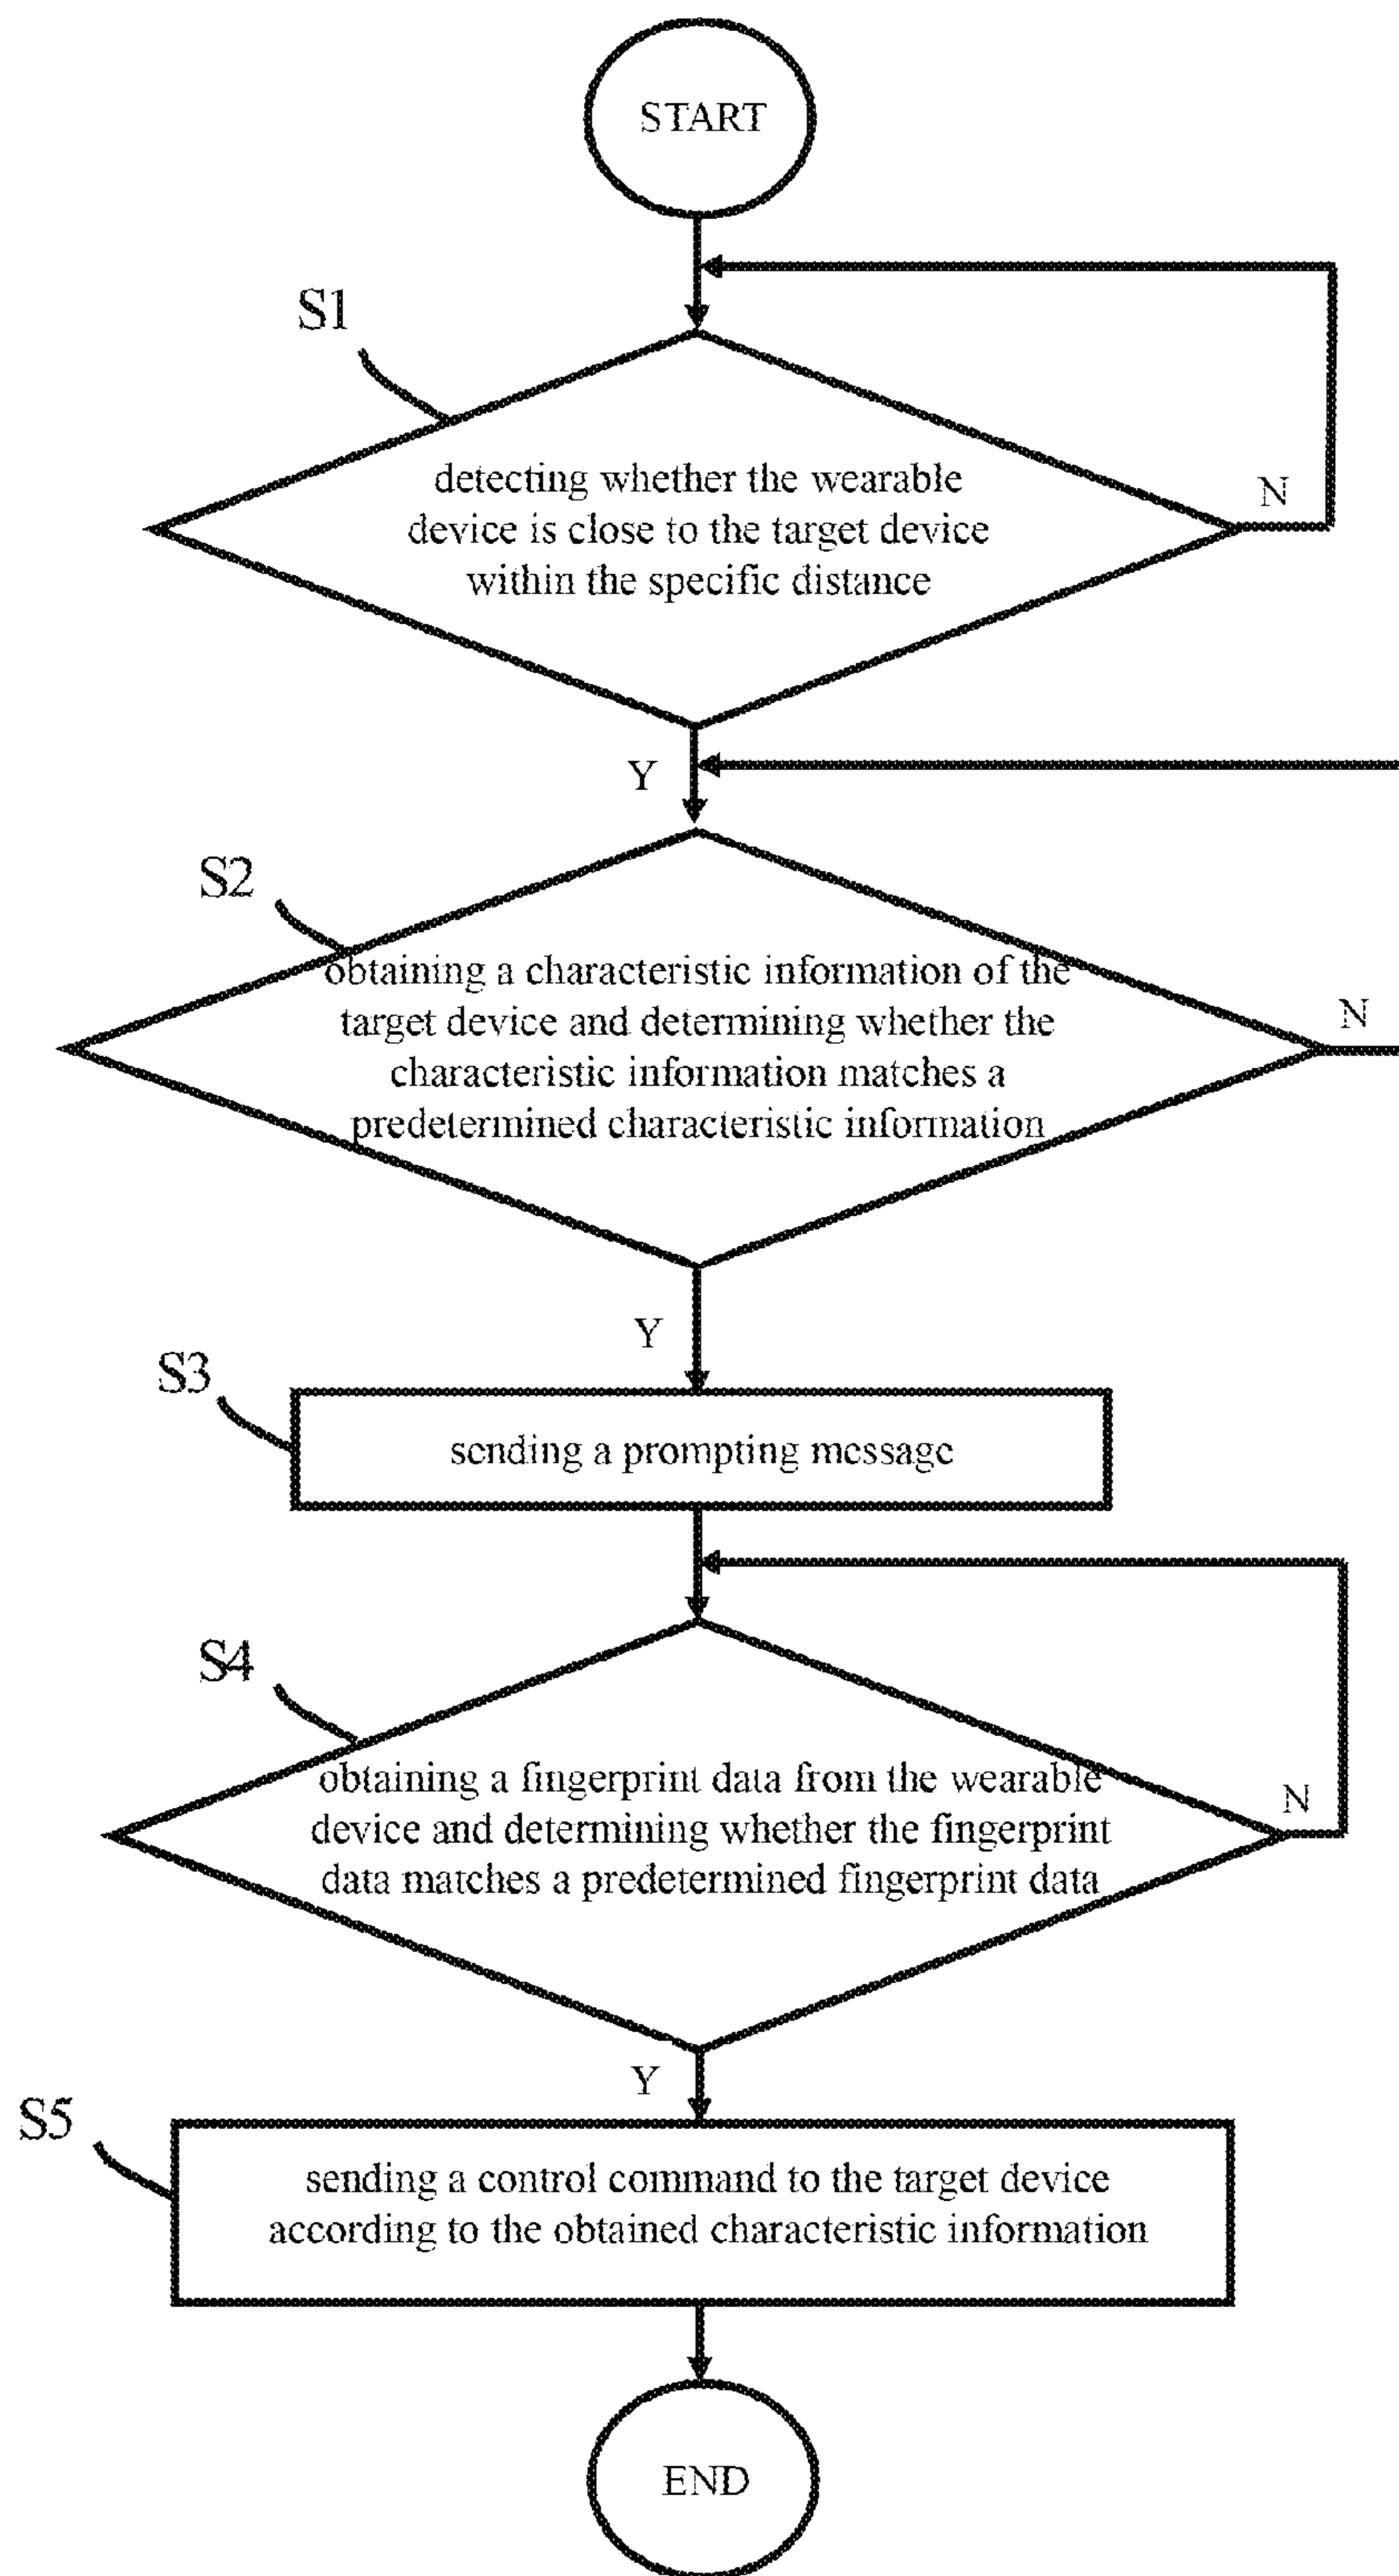 START
S1
detecting whether the wearable
device is close to the target device
within the specific distance
N
Y
S2
obtaining a characteristic information of the
target device and determining whether the
characteristic information matches a
predetermined characteristic information
N
Y
S3
sending a prompting message
S4
obtaining a fingerprint data from the wearable
device and determining whether the fingerprint
data matches a predetermined fingerprint data
N
Y
S5
sending a control command to the target device
according to the obtained characteristic information
END